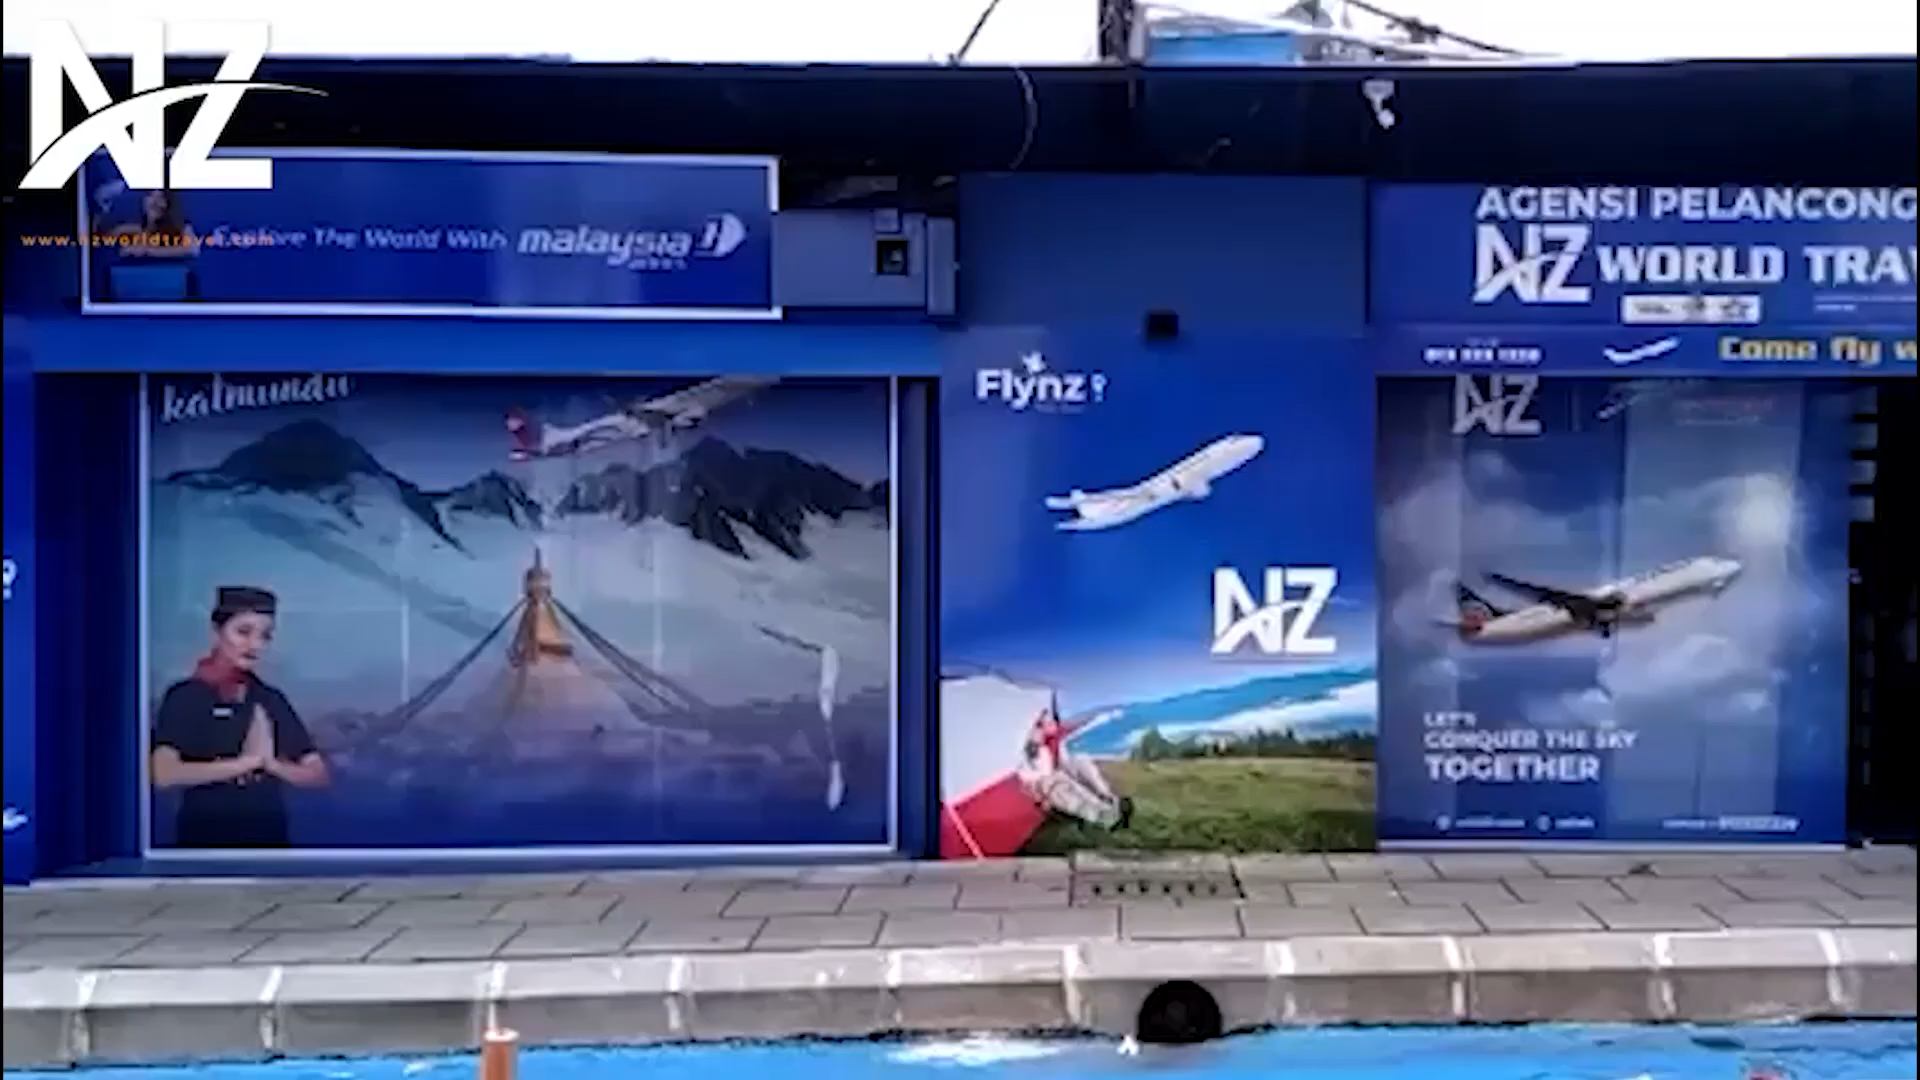 NZ
www.nzworldtravel.com
Explore The World With malaysia
AGENSI PELANCONG
NZ WORLD TRAV
Come fly w
katmundu
Flynz
NZ
NZ
LET'S
CONQUER THE SKY
TOGETHER